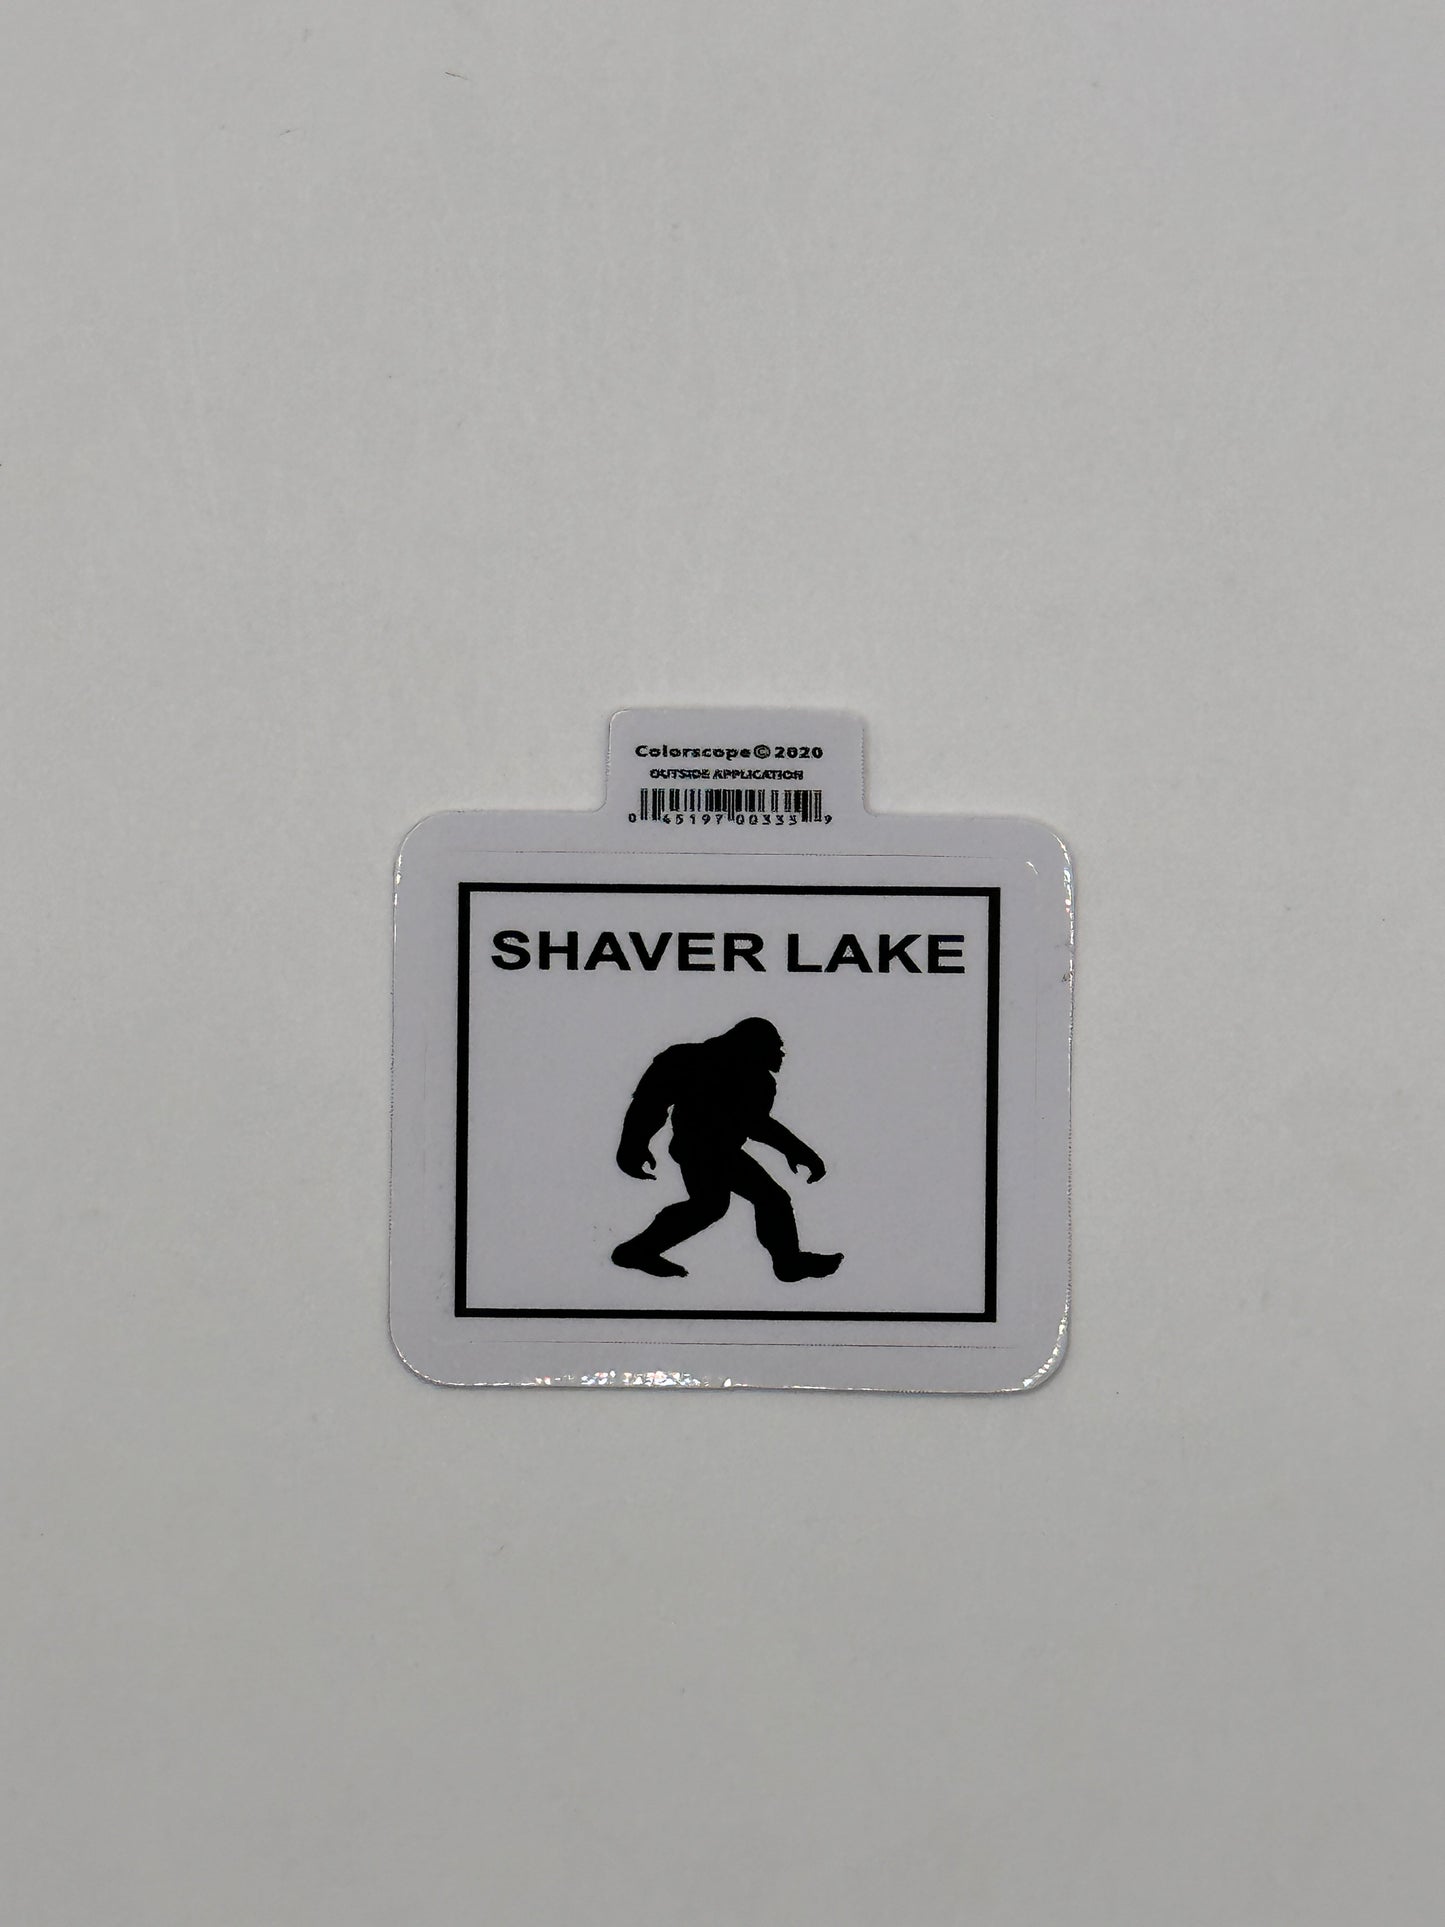 Colorscope©2020
OUTSIDE APPLICATION
0 45197 00333 9
SHAVER LAKE